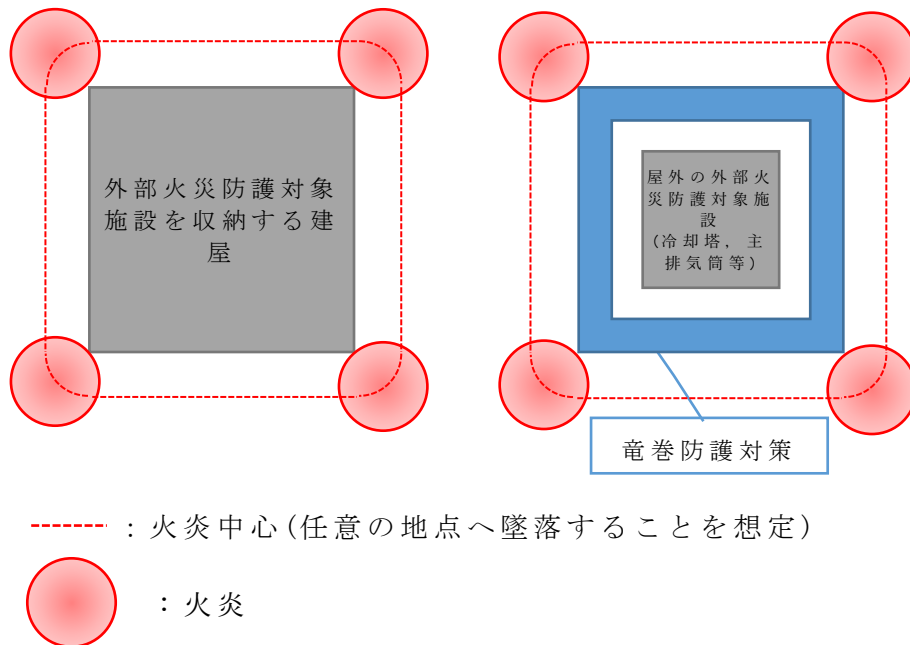 外部火災防護対象
施設を収納する建
屋
屋外の外部火
災防護対象施
設
(冷却塔，主
排気筒等)
竜巻防護対策
：火炎中心(任意の地点へ墜落することを想定)
：火炎